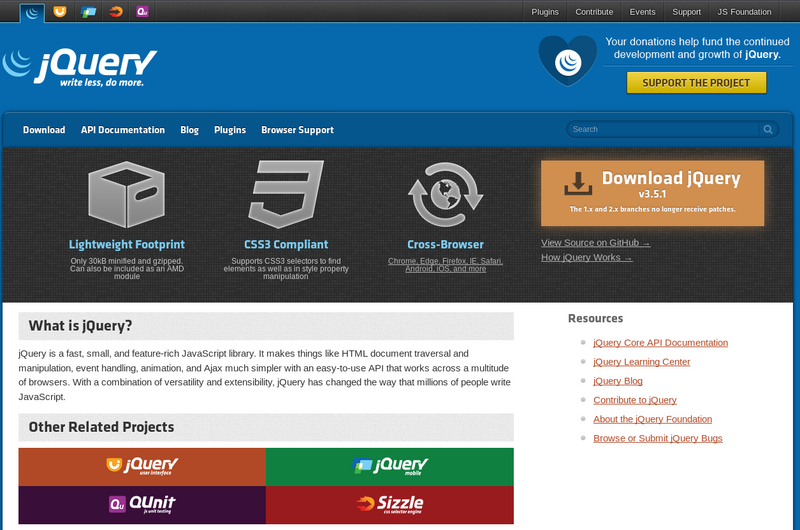 Plugins Contribute Events Support JS Foundation
jQuery
write less, do more.
Your donations help fund the continued
development and growth of jQuery.
SUPPORT THE PROJECT
Download API Documentation Blog Plugins Browser Support
Search
Lightweight Footprint
Only 30kB minified and gzipped.
Can also be included as an AMD
module
CSS3 Compliant
Supports CSS3 selectors to find
elements as well as in style property
manipulation
Cross-Browser
Chrome, Edge, Firefox, IE, Safari,
Android, iOS, and more
Download jQuery
v3.5.1
The 1.x and 2.x branches no longer receive patches.
View Source on GitHub →
How jQuery Works →
What is jQuery?
jQuery is a fast, small, and feature-rich JavaScript library. It makes things like HTML document traversal and
manipulation, event handling, animation, and Ajax much simpler with an easy-to-use API that works across a multitude
of browsers. With a combination of versatility and extensibility, jQuery has changed the way that millions of people write
JavaScript.
Other Related Projects
jQuery
user interface
jQuery
mobile
Qu QUnit
js unit testing
Sizzle
css selector engine
Resources
jQuery Core API Documentation
jQuery Learning Center
jQuery Blog
Contribute to jQuery
About the jQuery Foundation
Browse or Submit jQuery Bugs